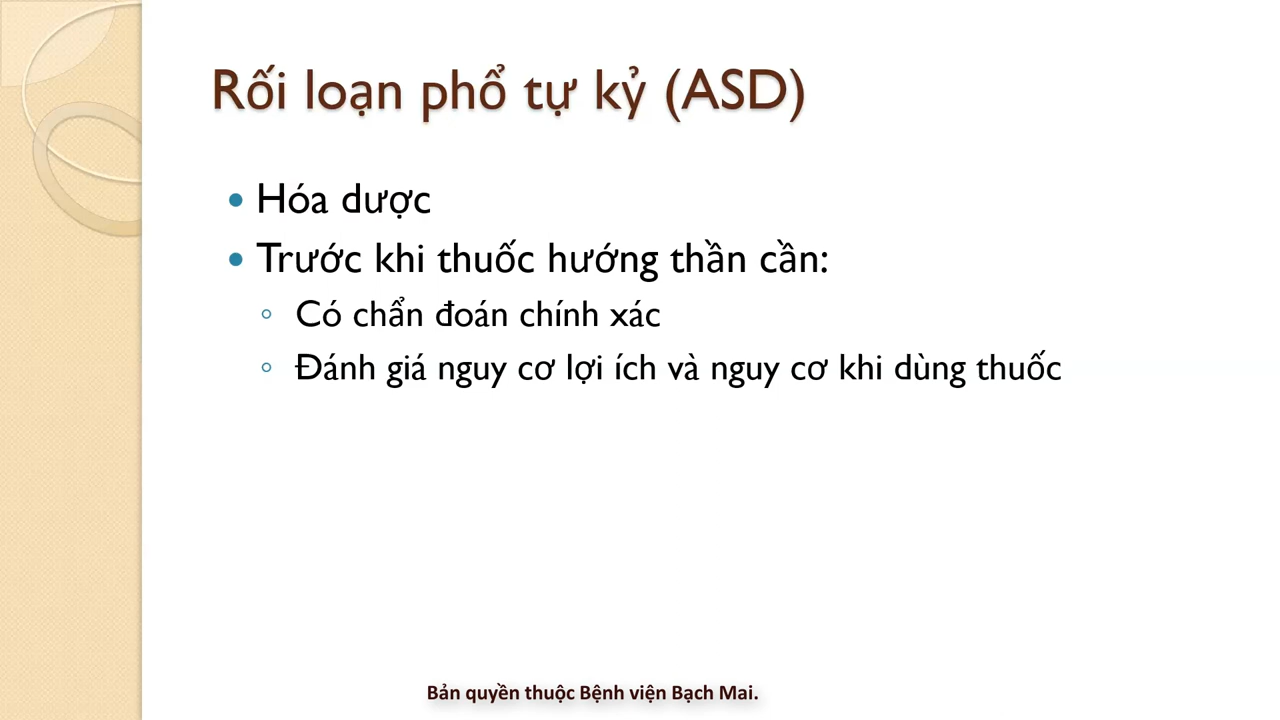 Rối loạn phổ tự kỷ (ASD)
Hóa dược
Trước khi thuốc hướng thần cần:
Có chẩn đoán chính xác
Đánh giá nguy cơ lợi ích và nguy cơ khi dùng thuốc
Bản quyền thuộc Bệnh viện Bạch Mai.